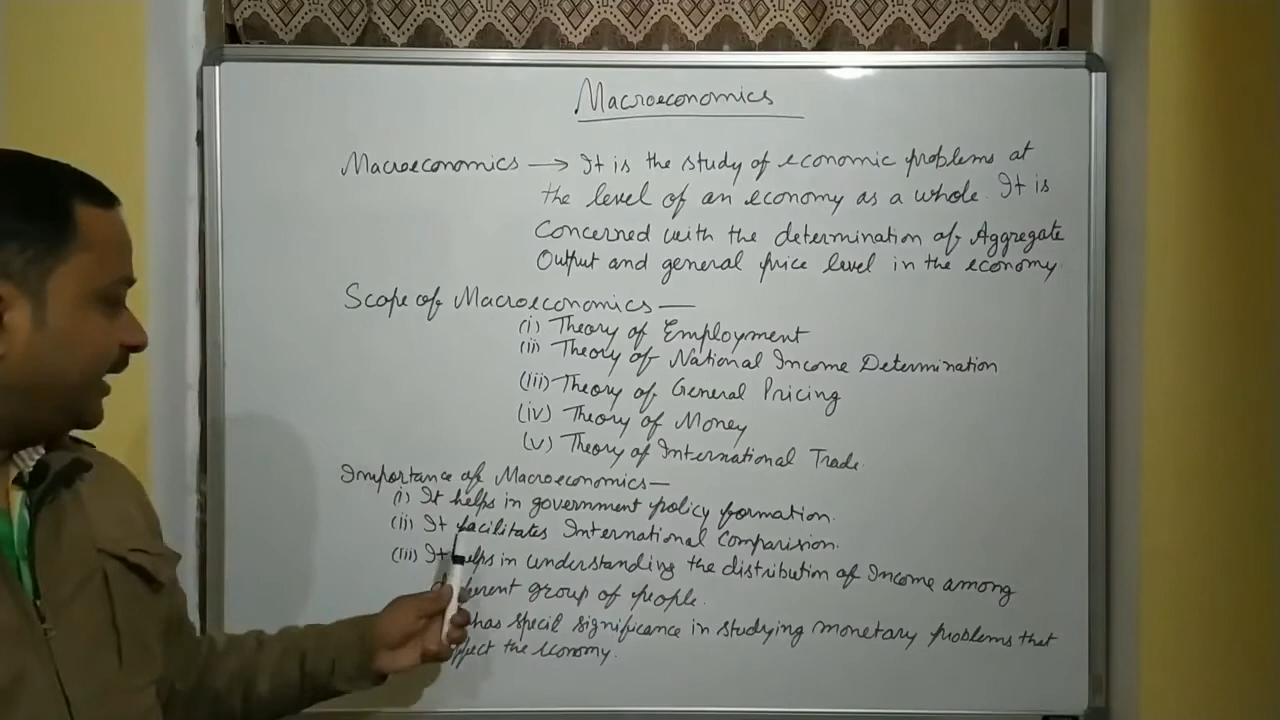 Macroeconomics
Macroeconomics → It is the study of economic problems at
the level of an economy as a whole. It is
Concerned with the determination of Aggregate
Output and general price level in the economy
Scope of Macroeconomics —
(i) Theory of Employment
(ii) Theory of National Income Determination
(iii) Theory of General Pricing
(iv) Theory of Money
(v) Theory of International Trade.
Importance of Macroeconomics —
(i) It helps in government policy formation.
(ii) It facilitates International Comparision.
(iii) It helps in understanding the distribution of Income among
group of people.
has special significance in studying monetary problems that
the economy.